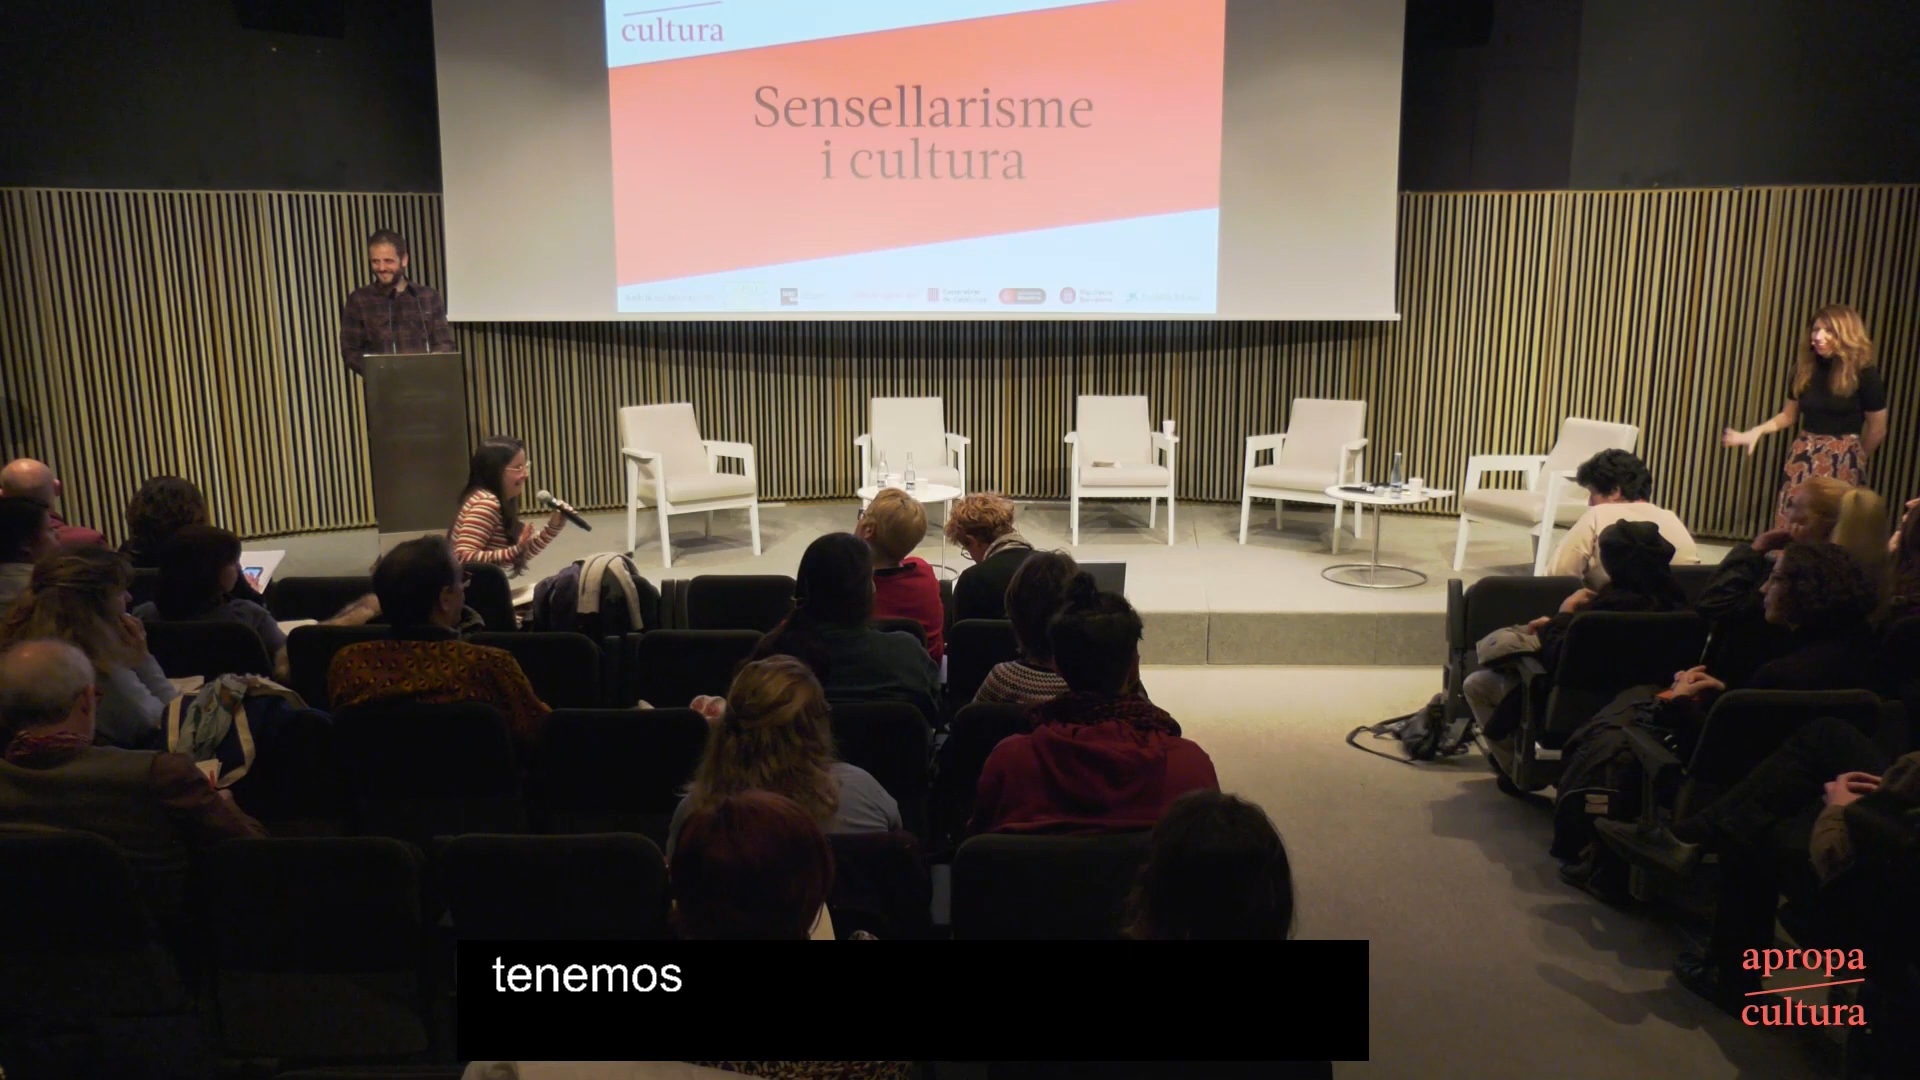 cultura
Sensellarisme
i cultura
tenemos
apropa
cultura